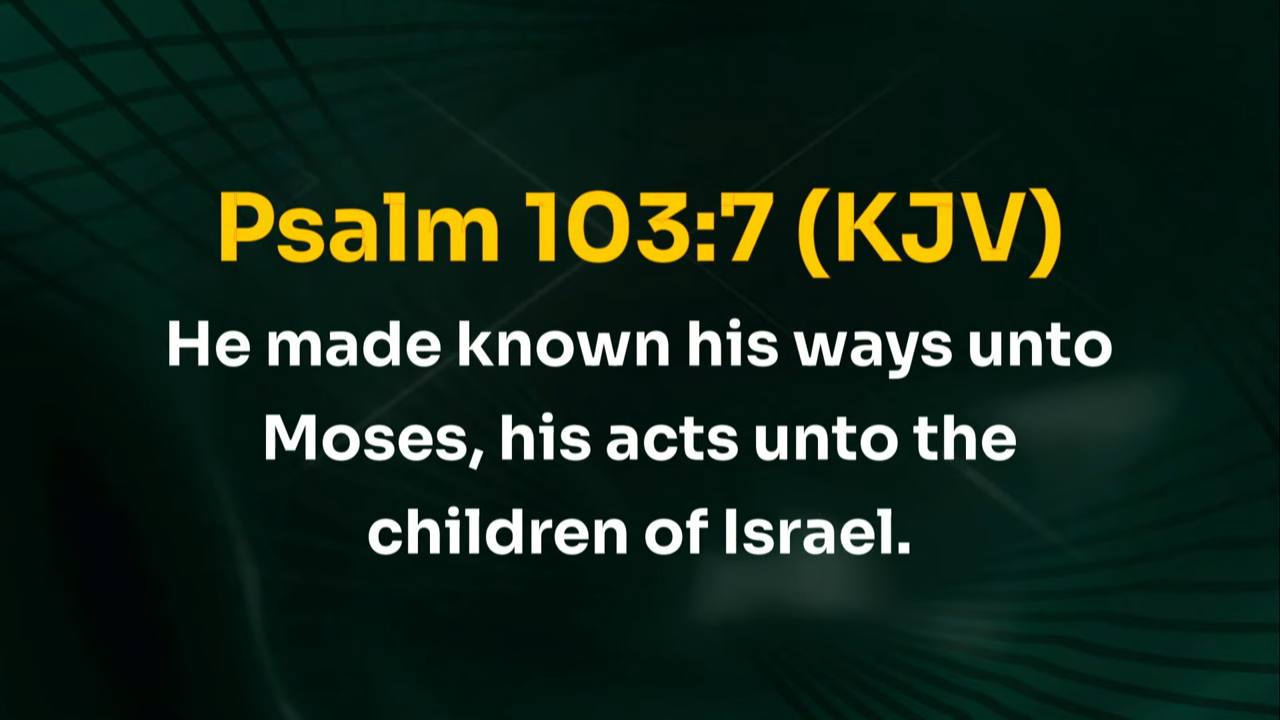 Psalm 103:7 (KJV)
He made known his ways unto
Moses, his acts unto the
children of Israel.